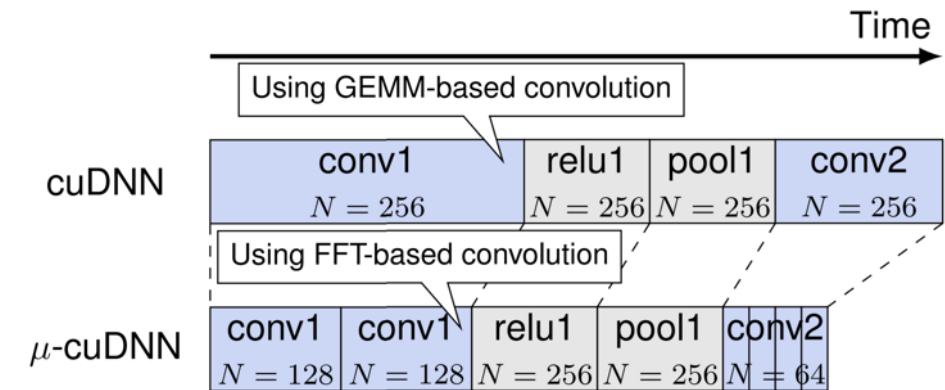 Time
Using GEMM-based convolution
cuDNN
conv1 relu1 pool1 conv2
N = 256 N = 256 N = 256 N = 256
Using FFT-based convolution
μ-cuDNN
conv1 conv1 relu1 pool1 conv2
N = 128 N = 128 N = 256 N = 256 N = 64